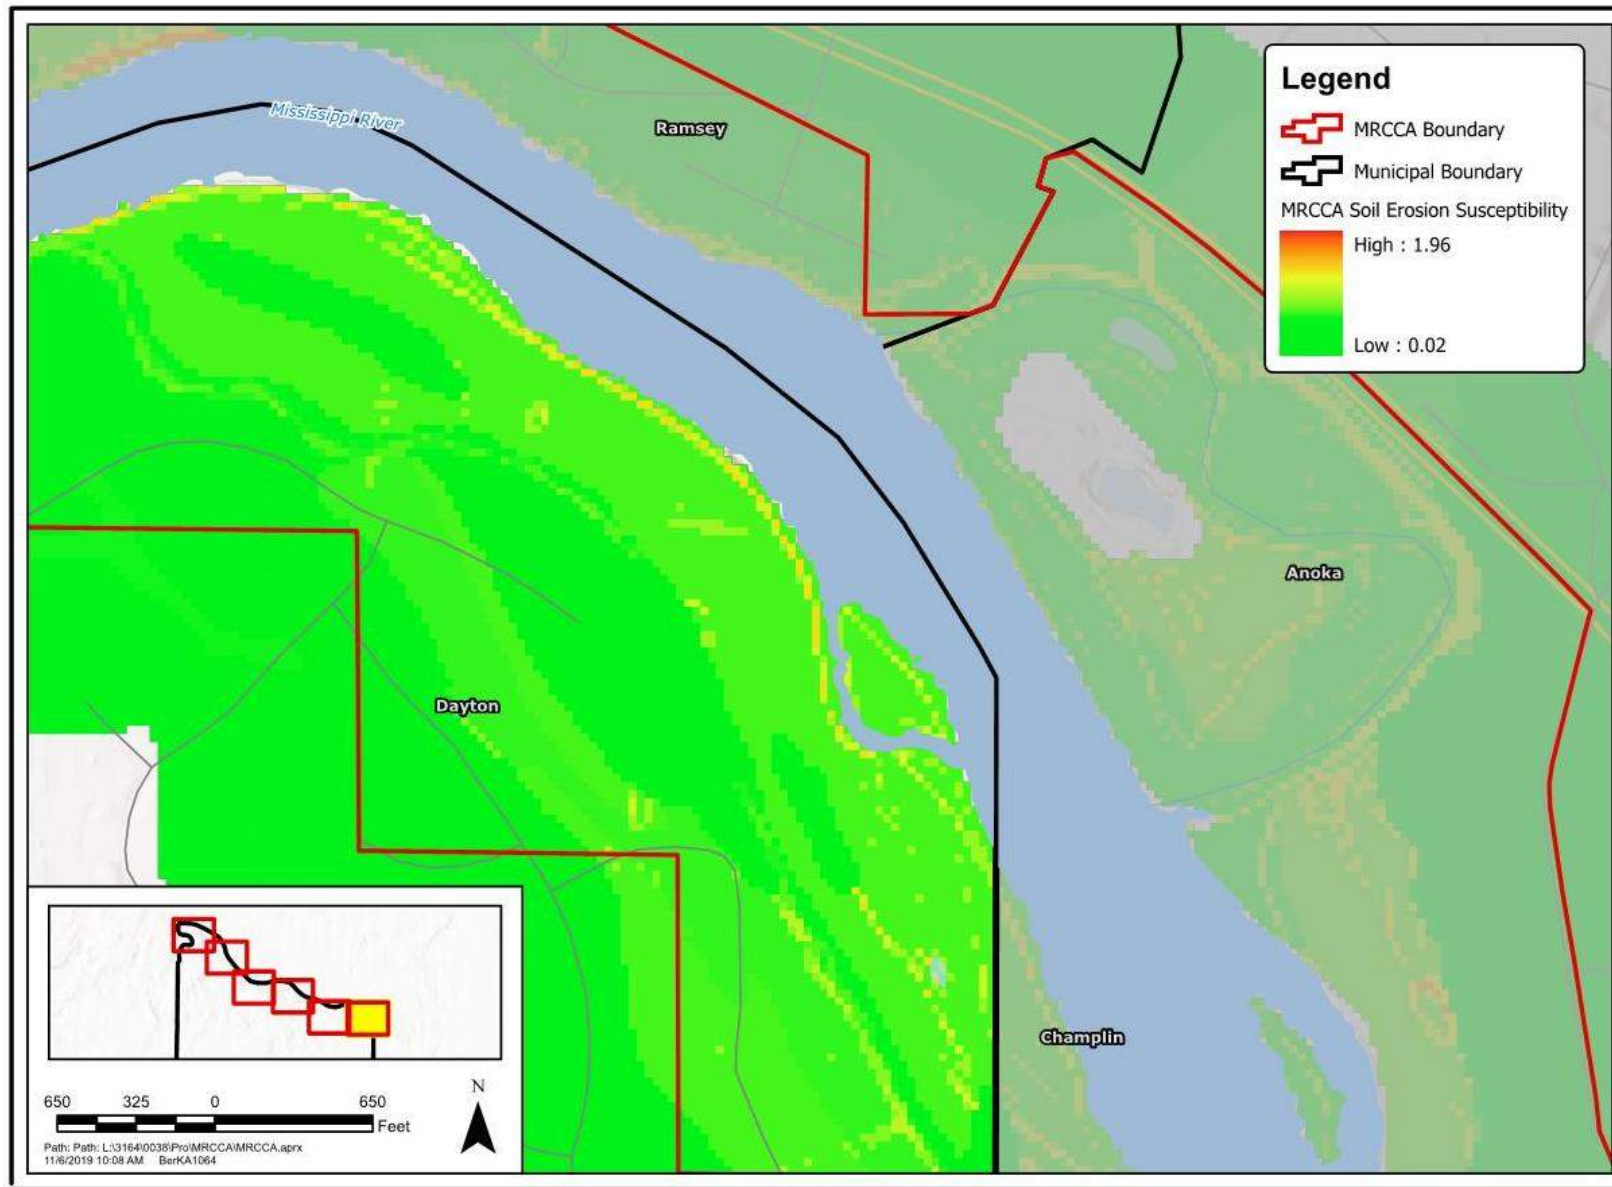 Mississippi River
Ramsey
Legend
MRCCA Boundary
Municipal Boundary
MRCCA Soil Erosion Susceptibility
High : 1.96
Low : 0.02
Anoka
Dayton
Champlin
650 325 0 650
Feet
N
Path: Path: L:\3164\0038\Pro\MRCCA\MRCCA.aprx
11/6/2019 10:08 AM BerKA1064